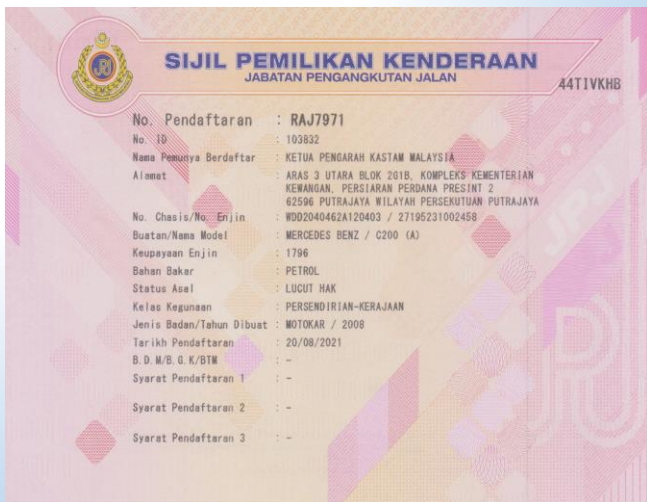 SIJIL PEMILIKAN KENDERAAN
JABATAN PENGANGKUTAN JALAN
44TIVKHB
No. Pendaftaran : RAJ7971
No. ID : 103832
Nama Pemunya Berdaftar : KETUA PENGARAH KASTAM MALAYSIA
Alamat : ARAS 3 UTARA BLOK 2G1B, KOMPLEKS KEMENTERIAN
KEWANGAN, PERSIARAN PERDANA PRESINT 2
62596 PUTRAJAYA WILAYAH PERSEKUTUAN PUTRAJAYA
No. Chasis/No. Enjin : WDD2040462A120403 / 27195231002458
Buatan/Nama Model : MERCEDES BENZ / C200 (A)
Keupayaan Enjin : 1796
Bahan Bakar : PETROL
Status Asal : LUCUT HAK
Kelas Kegunaan : PERSENDIRIAN-KERAJAAN
Jenis Badan/Tahun Dibuat : MOTOKAR / 2008
Tarikh Pendaftaran : 20/08/2021
B.D.M/B.G.K/BTM : -
Syarat Pendaftaran 1 : -
Syarat Pendaftaran 2 : -
Syarat Pendaftaran 3 : -
JPJ